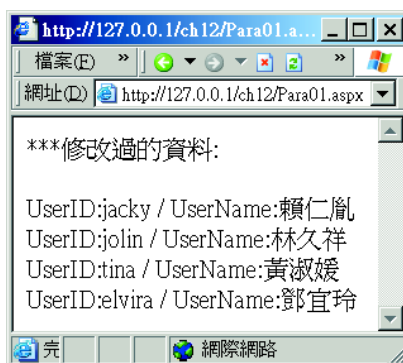 http://127.0.0.1/ch12/Para01.a...
檔案(F) »
網址(D) http://127.0.0.1/ch12/Para01.aspx
***修改過的資料:
UserID:jacky / UserName:賴仁胤
UserID:jolin / UserName:林久祥
UserID:tina / UserName:黃淑媛
UserID:elvira / UserName:鄧宜玲
完 網際網路